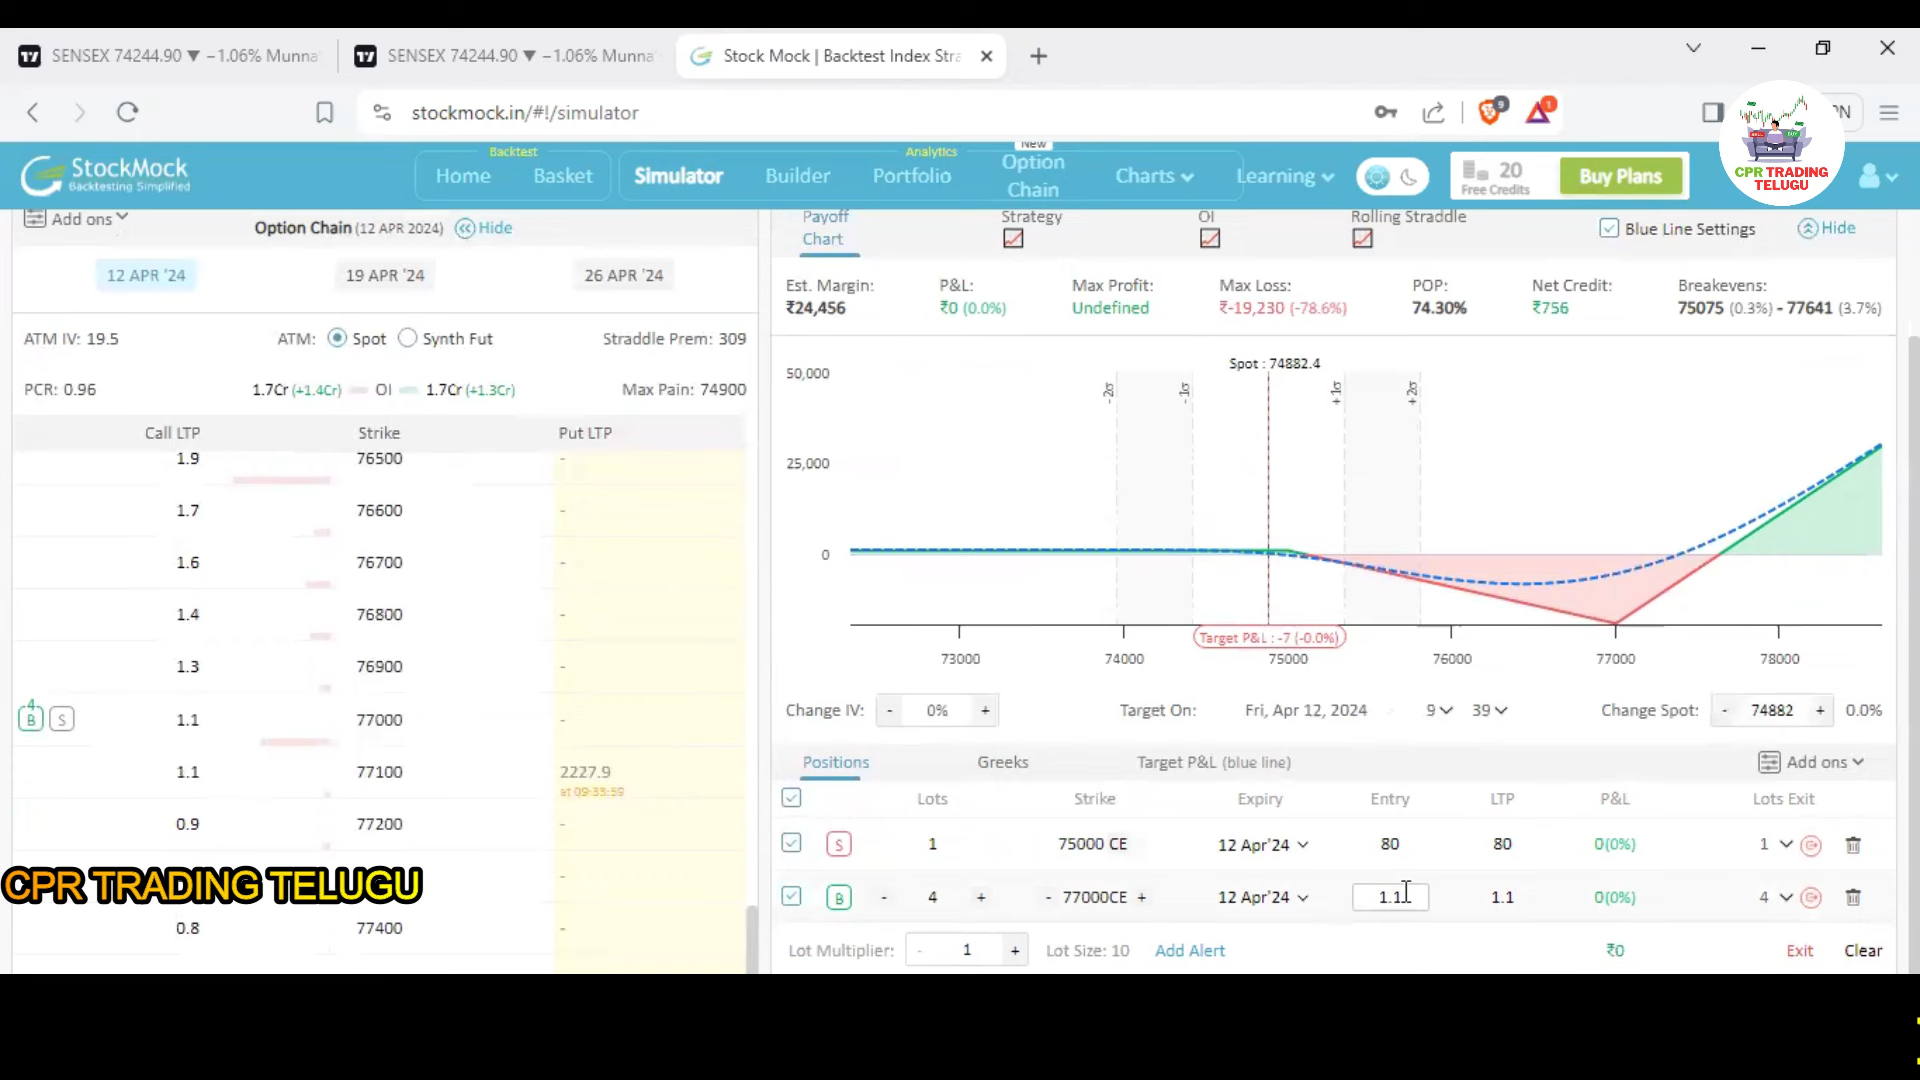 SENSEX 74244.90 ▼ −1.06% Munna
SENSEX 74244.90 ▼ −1.06% Munna
Stock Mock | Backtest Index Stra
stockmock.in/#!/simulator
9
1
StockMock
Backtesting Simplified
Backtest
Home
Basket
Simulator
Builder
Analytics
Portfolio
New
Option
Chain
Charts
Learning
20
Free Credits
Buy Plans
CPR TRADING
TELUGU
Add ons
Option Chain (12 APR 2024)
Hide
12 APR '24
19 APR '24
26 APR '24
ATM IV: 19.5
ATM:
Spot
Synth Fut
Straddle Prem: 309
PCR: 0.96
1.7Cr (+1.4Cr)
OI
1.7Cr (+1.3Cr)
Max Pain: 74900
Call LTP Strike Put LTP
1.9 76500 -
1.7 76600 -
1.6 76700 -
1.4 76800 -
1.3 76900 -
4
B S 1.1 77000 -
1.1 77100 2227.9
at 09:33:59
0.9 77200 -
-
0.8 77400 -
CPR TRADING TELUGU
Payoff
Chart
Strategy
OI
Rolling Straddle
Blue Line Settings
Hide
Est. Margin: P&L: Max Profit: Max Loss: POP: Net Credit: Breakevens:
₹24,456 ₹0 (0.0%) Undefined ₹-19,230 (-78.6%) 74.30% ₹756 75075 (0.3%) - 77641 (3.7%)
Spot : 74882.4
50,000
25,000
0
-2σ
-1σ
+1σ
+2σ
Target P&L : -7 (-0.0%)
73000 74000 75000 76000 77000 78000
Change IV: - 0% + Target On: Fri, Apr 12, 2024 9 39 Change Spot: - 74882 + 0.0%
Positions Greeks Target P&L (blue line) Add ons
Lots Strike Expiry Entry LTP P&L Lots Exit
S 1 75000 CE 12 Apr'24 80 80 0(0%) 1
B - 4 + - 77000CE + 12 Apr'24 1.1 1.1 0(0%) 4
Lot Multiplier: - 1 + Lot Size: 10 Add Alert ₹0 Exit Clear